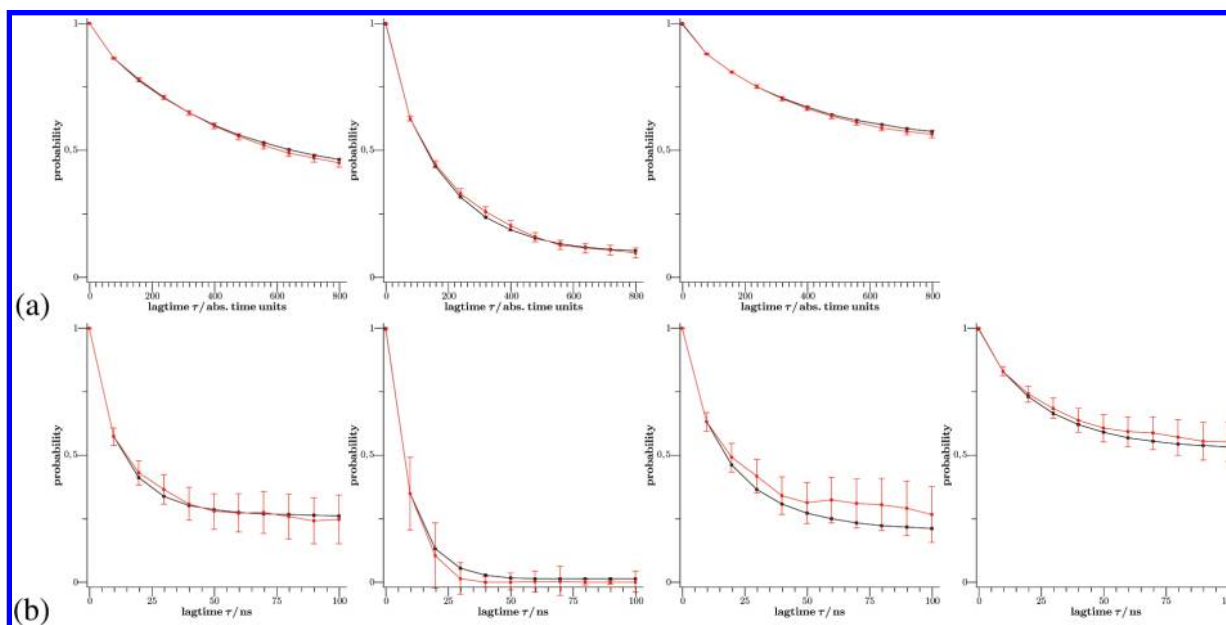 1 1 1
probability 0.5 probability 0.5 probability 0.5
0 0 0
0 200 400 600 800 0 200 400 600 800 0 200 400 600 800
(a) lagtime τ/abs. time units lagtime τ/abs. time units lagtime τ/abs. time units
1 1 1 1
probability 0.5 probability 0.5 probability 0.5 probability 0.5
0 0 0 0
0 25 50 75 100 0 25 50 75 100 0 25 50 75 100 0 25 50 75
(b) lagtime τ/ns lagtime τ/ns lagtime τ/ns lagtime τ/ns